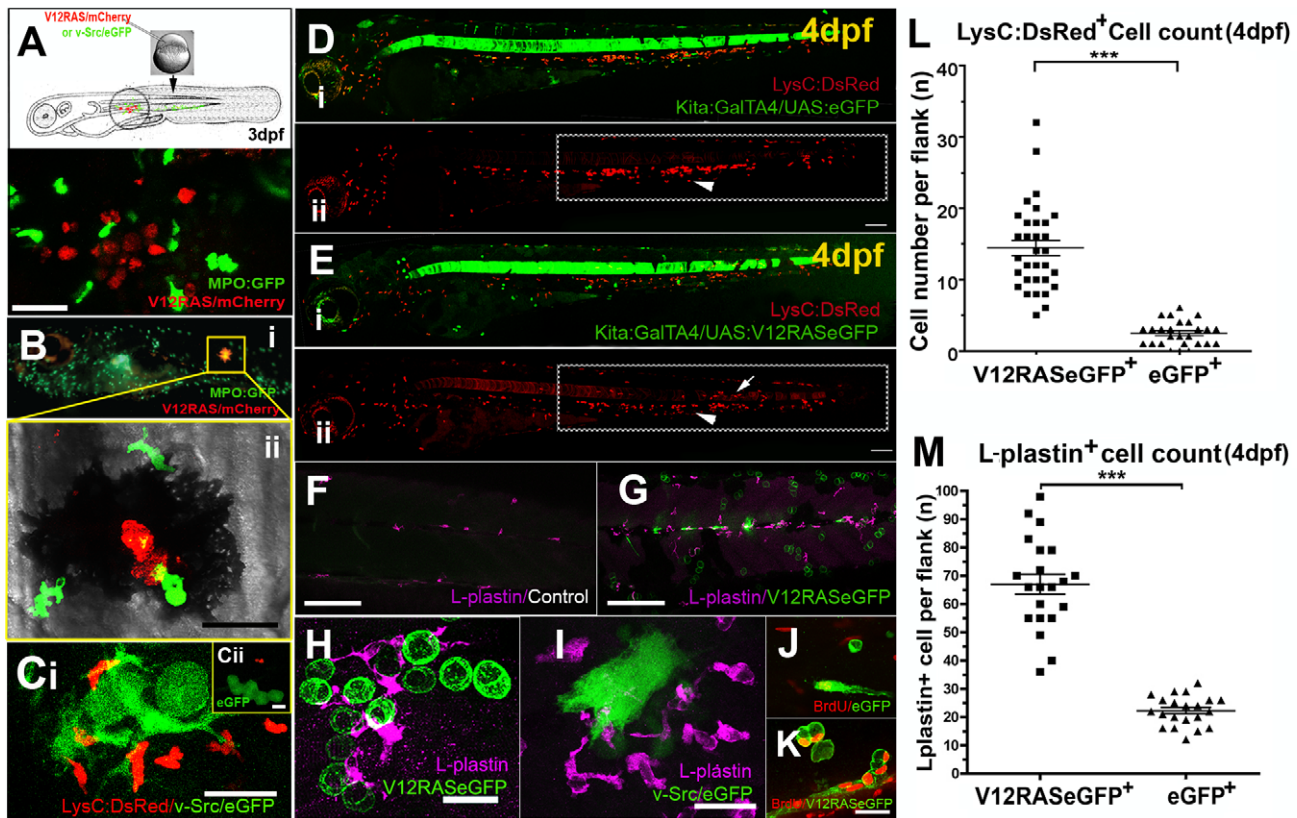 A
V12RAS/mCherry
or v-Src/eGFP
3dpf
MPO:GFP
V12RAS/mCherry
B
i
MPO:GFP
V12RAS/mCherry
ii
Ci
Cii
eGFP
LysC:DsRed/v-Src/eGFP
D
4dpf
i
LysC:DsRed
Kita:GalTA4/UAS:eGFP
ii
E
4dpf
i
LysC:DsRed
Kita:GalTA4/UAS:V12RASeGFP
ii
F
L-plastin/Control
G
L-plastin/V12RASeGFP
H
L-plastin
V12RASeGFP
I
L-plastin
v-Src/eGFP
J
BrdU/eGFP
K
BrdU/V12RASeGFP
L
LysC:DsRed+Cell count (4dpf)
***
Cell number per flank (n)
40
30
20
10
0
V12RASeGFP+ eGFP+
M
L-plastin+ cell count (4dpf)
***
Lplastin+ cell per flank (n)
100
90
80
70
60
50
40
30
20
10
0
V12RASeGFP+ eGFP+